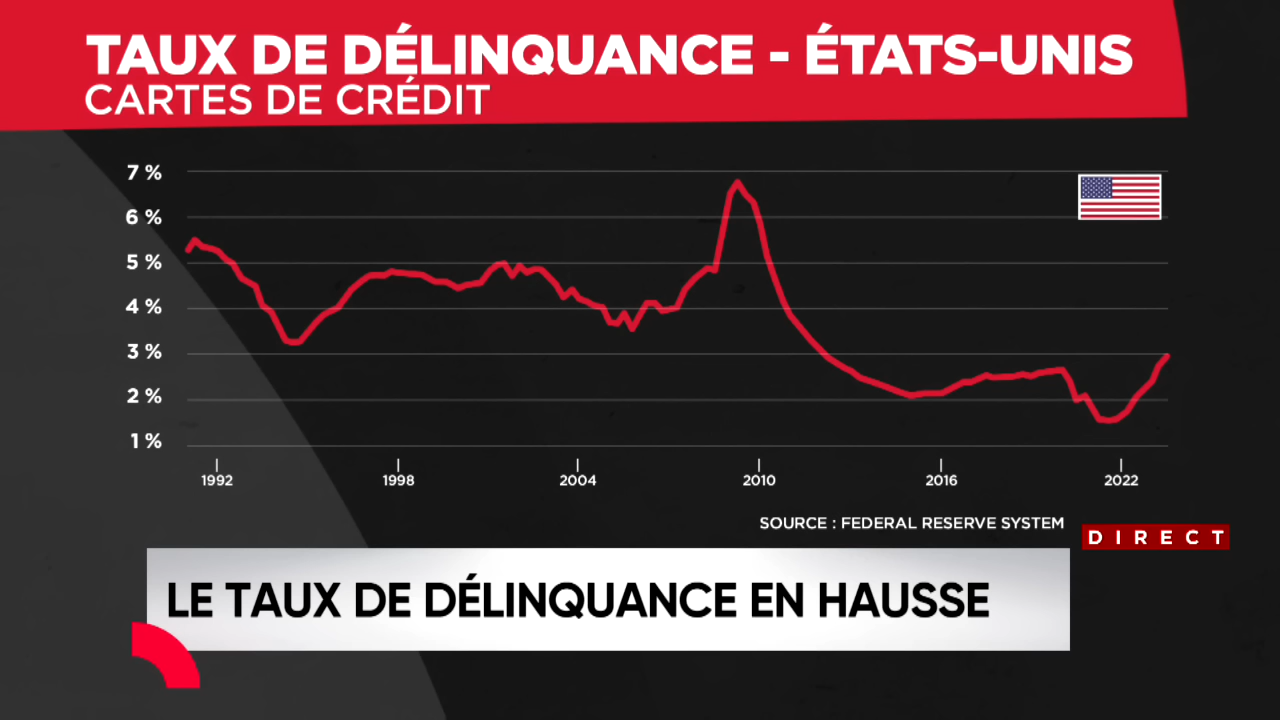 TAUX DE DÉLINQUANCE - ÉTATS-UNIS
CARTES DE CRÉDIT
7 %
6 %
5 %
4 %
3 %
2 %
1 %
1992 1998 2004 2010 2016 2022
SOURCE : FEDERAL RESERVE SYSTEM
DIRECT
LE TAUX DE DÉLINQUANCE EN HAUSSE